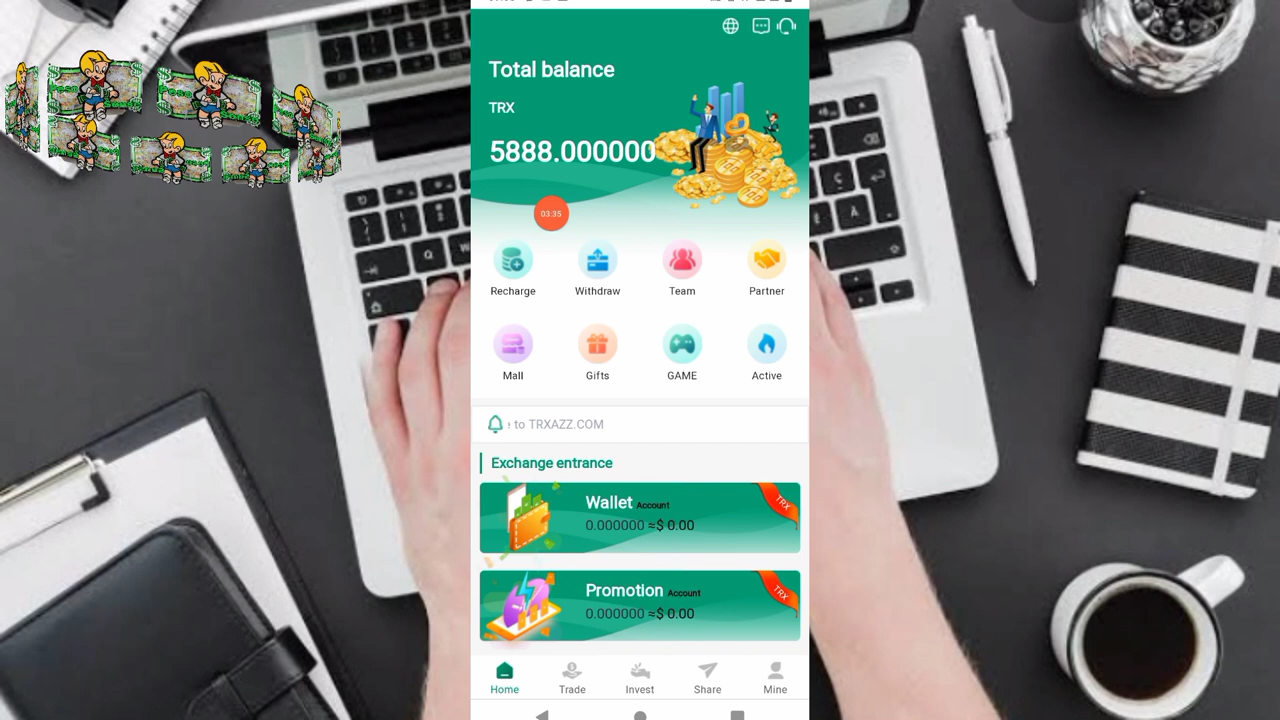 Total balance
TRX
5888.000000
03:35
Recharge
Withdraw
Team
Partner
Mall
Gifts
GAME
Active
to TRXAZZ.COM
Exchange entrance
Wallet Account
0.000000 ≈$ 0.00
TRX
Promotion Account
0.000000 ≈$ 0.00
TRX
Home
Trade
Invest
Share
Mine